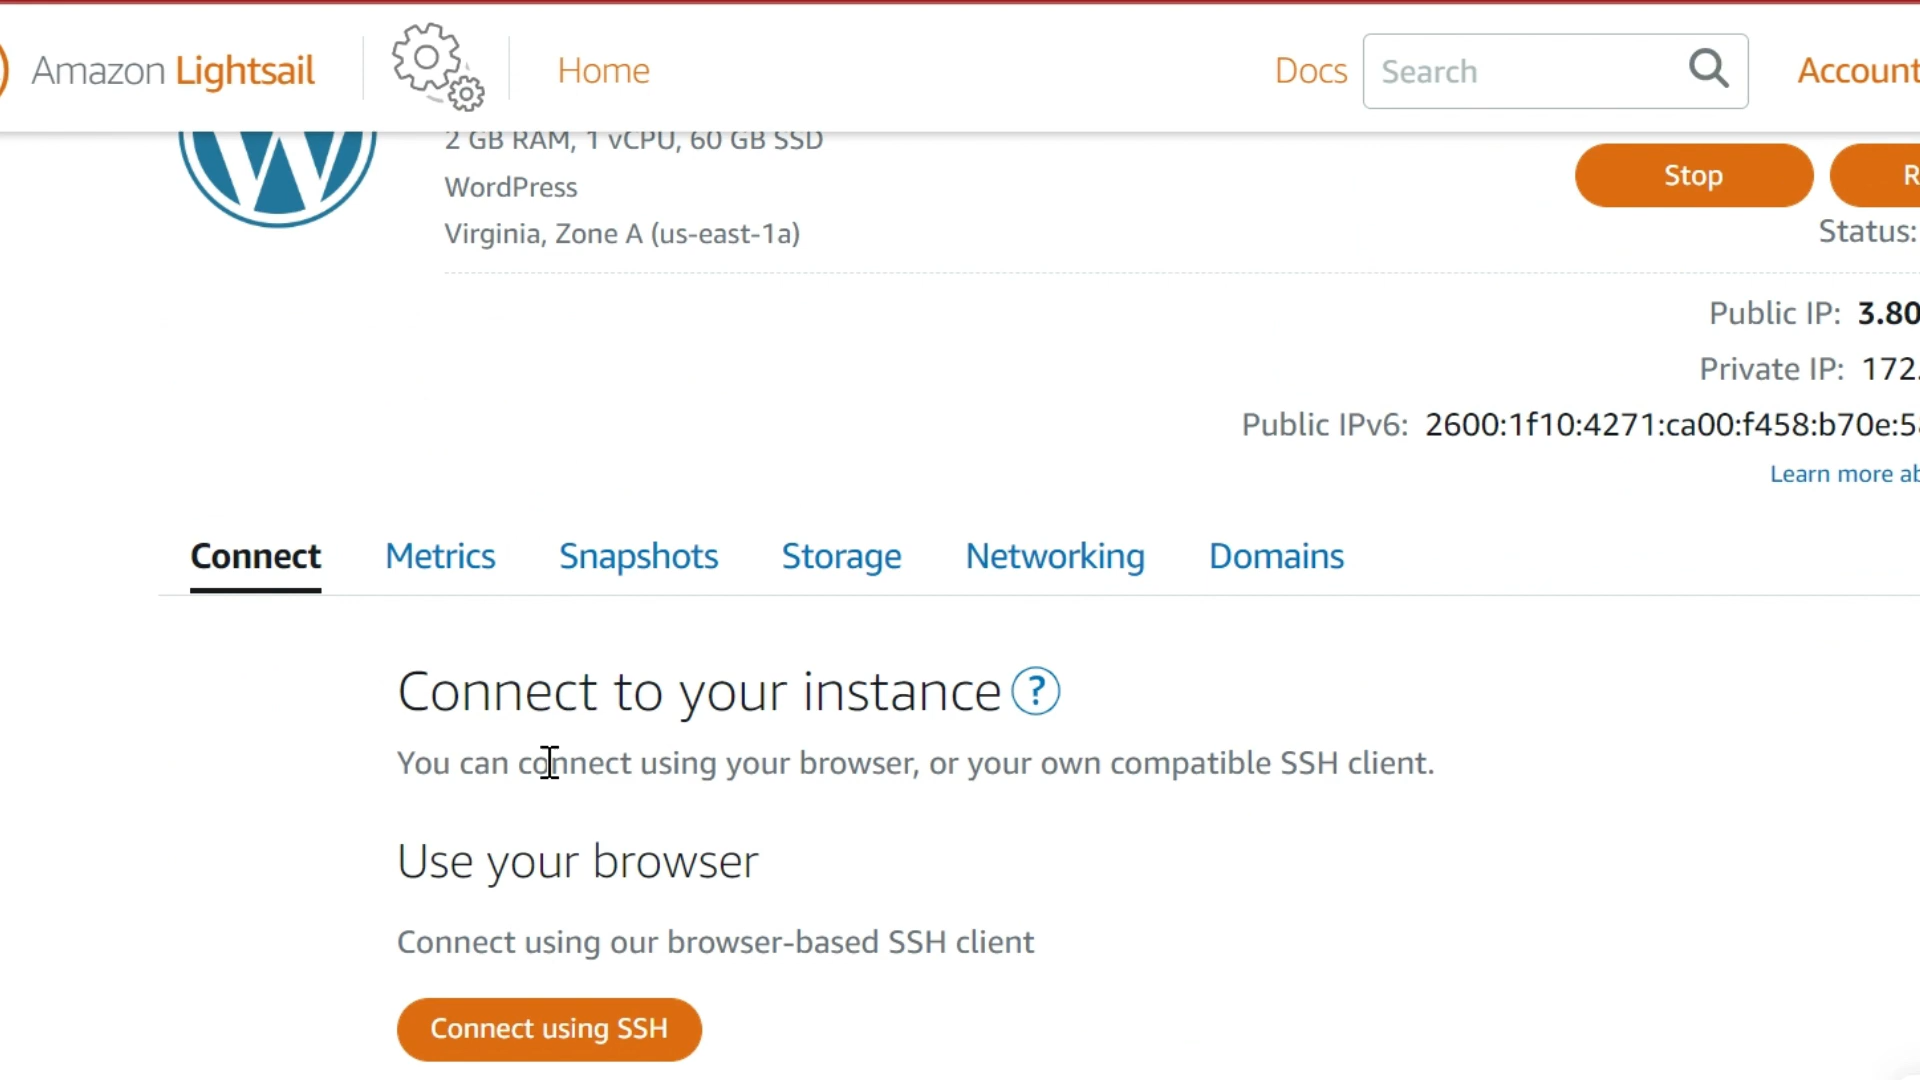 Amazon Lightsail
Home
Docs
Search
Account
2 GB RAM, 1 vCPU, 60 GB SSD
WordPress
Virginia, Zone A (us-east-1a)
Stop
R
Status:
Public IP: 3.80
Private IP: 172.
Public IPv6: 2600:1f10:4271:ca00:f458:b70e:5
Learn more ab
Connect
Metrics
Snapshots
Storage
Networking
Domains
Connect to your instance ?
You can connect using your browser, or your own compatible SSH client.
Use your browser
Connect using our browser-based SSH client
Connect using SSH